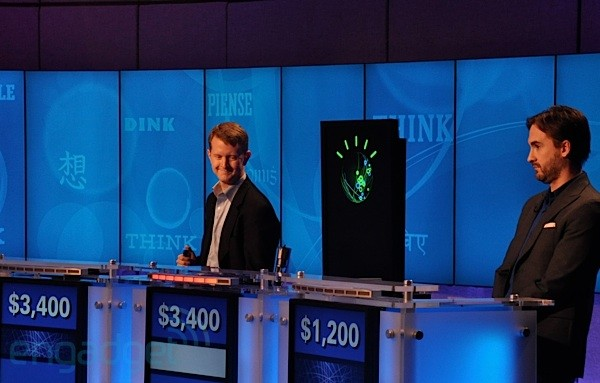 LE
PIENSE
DINK
THINK
想
THINK
$3,400
$3,400
$1,200
engadget